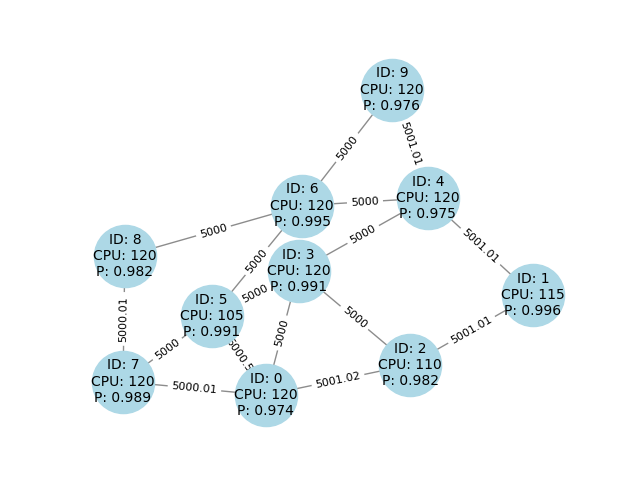 ID: 9
CPU: 120
P: 0.976
5000
5001.01
ID: 6
CPU: 120
P: 0.995
5000
ID: 4
CPU: 120
P: 0.975
5000
5000
5001.01
ID: 8
CPU: 120
P: 0.982
5000
ID: 3
CPU: 120
P: 0.991
5000
ID: 1
CPU: 115
P: 0.996
ID: 5
CPU: 105
P: 0.991
5000.01
5000
5000
5001.01
5000
ID: 2
CPU: 110
P: 0.982
ID: 7
CPU: 120
P: 0.989
5000.01
ID: 0
CPU: 120
P: 0.974
5001.02